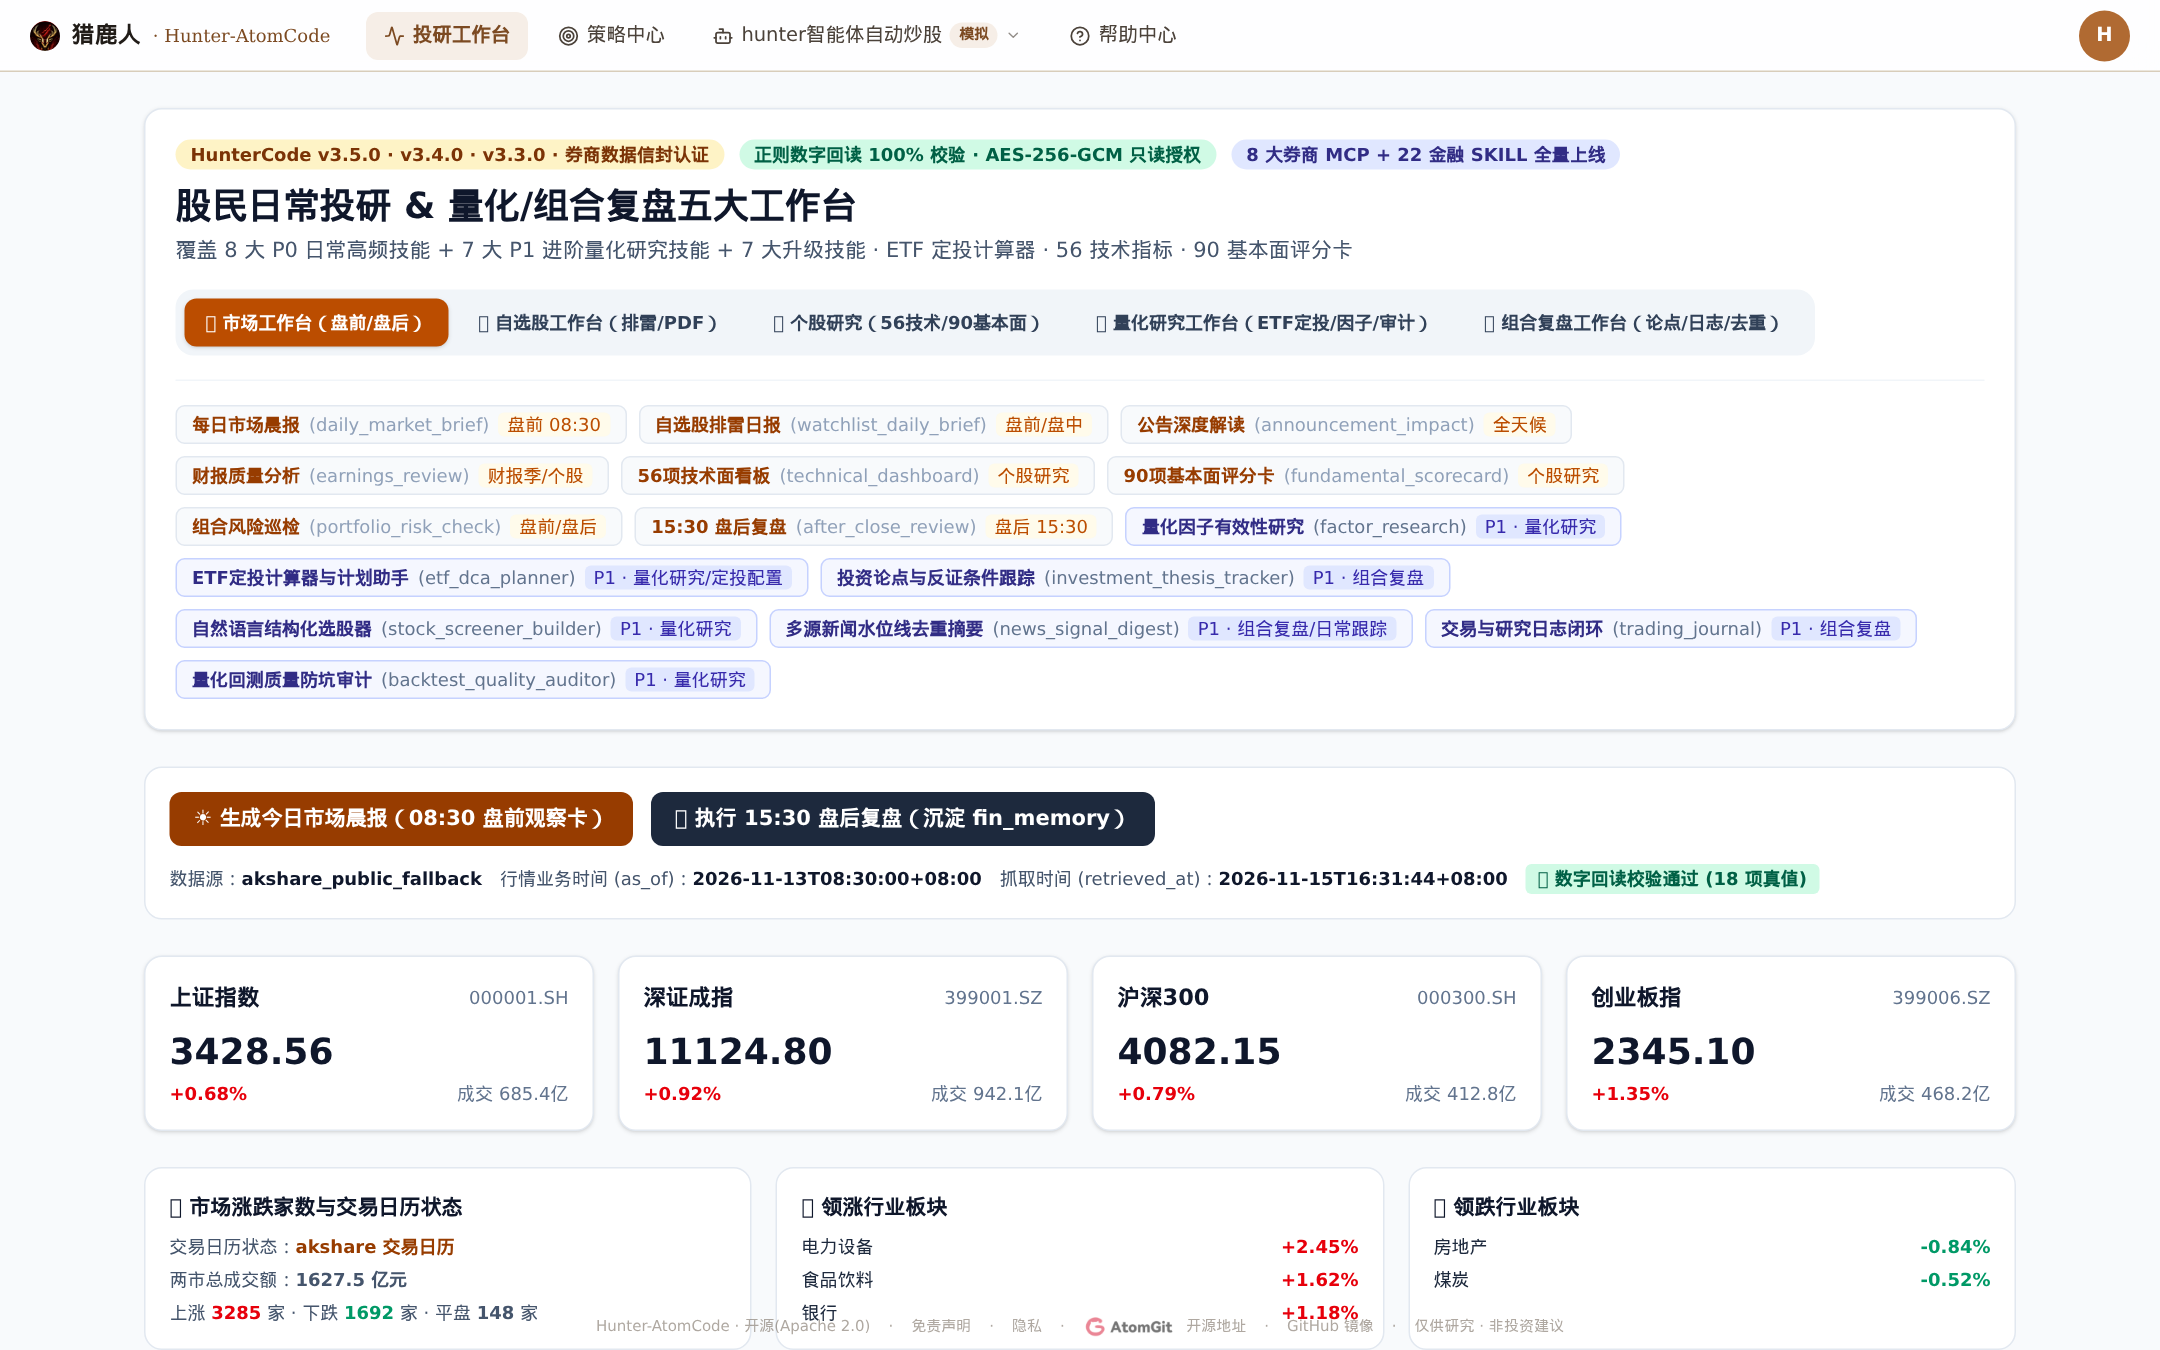 猎鹿人 · Hunter-AtomCode 投研工作台 策略中心 hunter智能体自动炒股 模拟 帮助中心 H
HunterCode v3.5.0 · v3.4.0 · v3.3.0 · 券商数据信封认证 正则数字回读 100% 校验 · AES-256-GCM 只读授权 8 大券商 MCP + 22 金融 SKILL 全量上线
股民日常投研 & 量化/组合复盘五大工作台
覆盖 8 大 P0 日常高频技能 + 7 大 P1 进阶量化研究技能 + 7 大升级技能 · ETF 定投计算器 · 56 技术指标 · 90 基本面评分卡
市场工作台（盘前/盘后） 自选股工作台（排雷/PDF） 个股研究（56技术/90基本面） 量化研究工作台（ETF定投/因子/审计） 组合复盘工作台（论点/日志/去重）
每日市场晨报 (daily_market_brief) 盘前 08:30 自选股排雷日报 (watchlist_daily_brief) 盘前/盘中 公告深度解读 (announcement_impact) 全天候
财报质量分析 (earnings_review) 财报季/个股 56项技术面看板 (technical_dashboard) 个股研究 90项基本面评分卡 (fundamental_scorecard) 个股研究
组合风险巡检 (portfolio_risk_check) 盘前/盘后 15:30 盘后复盘 (after_close_review) 盘后 15:30 量化因子有效性研究 (factor_research) P1 · 量化研究
ETF定投计算器与计划助手 (etf_dca_planner) P1 · 量化研究/定投配置 投资论点与反证条件跟踪 (investment_thesis_tracker) P1 · 组合复盘
自然语言结构化选股器 (stock_screener_builder) P1 · 量化研究 多源新闻水位线去重摘要 (news_signal_digest) P1 · 组合复盘/日常跟踪 交易与研究日志闭环 (trading_journal) P1 · 组合复盘
量化回测质量防坑审计 (backtest_quality_auditor) P1 · 量化研究
☀ 生成今日市场晨报（08:30 盘前观察卡） 执行 15:30 盘后复盘（沉淀 fin_memory）
数据源：akshare_public_fallback 行情业务时间 (as_of)：2026-11-13T08:30:00+08:00 抓取时间 (retrieved_at)：2026-11-15T16:31:44+08:00 数字回读校验通过 (18 项真值)
上证指数 000001.SH 深证成指 399001.SZ 沪深300 000300.SH 创业板指 399006.SZ
3428.56 11124.80 4082.15 2345.10
+0.68% 成交 685.4亿 +0.92% 成交 942.1亿 +0.79% 成交 412.8亿 +1.35% 成交 468.2亿
市场涨跌家数与交易日历状态 领涨行业板块 领跌行业板块
交易日历状态：akshare 交易日历 电力设备 +2.45% 房地产 -0.84%
两市总成交额：1627.5 亿元 食品饮料 +1.62% 煤炭 -0.52%
上涨 3285 家 · 下跌 1692 家 · 平盘 148 家 银行 +1.18%
Hunter-AtomCode · 开源(Apache 2.0) · 免责声明 · 隐私 · AtomGit 开源地址 · GitHub 镜像 · 仅供研究 · 非投资建议